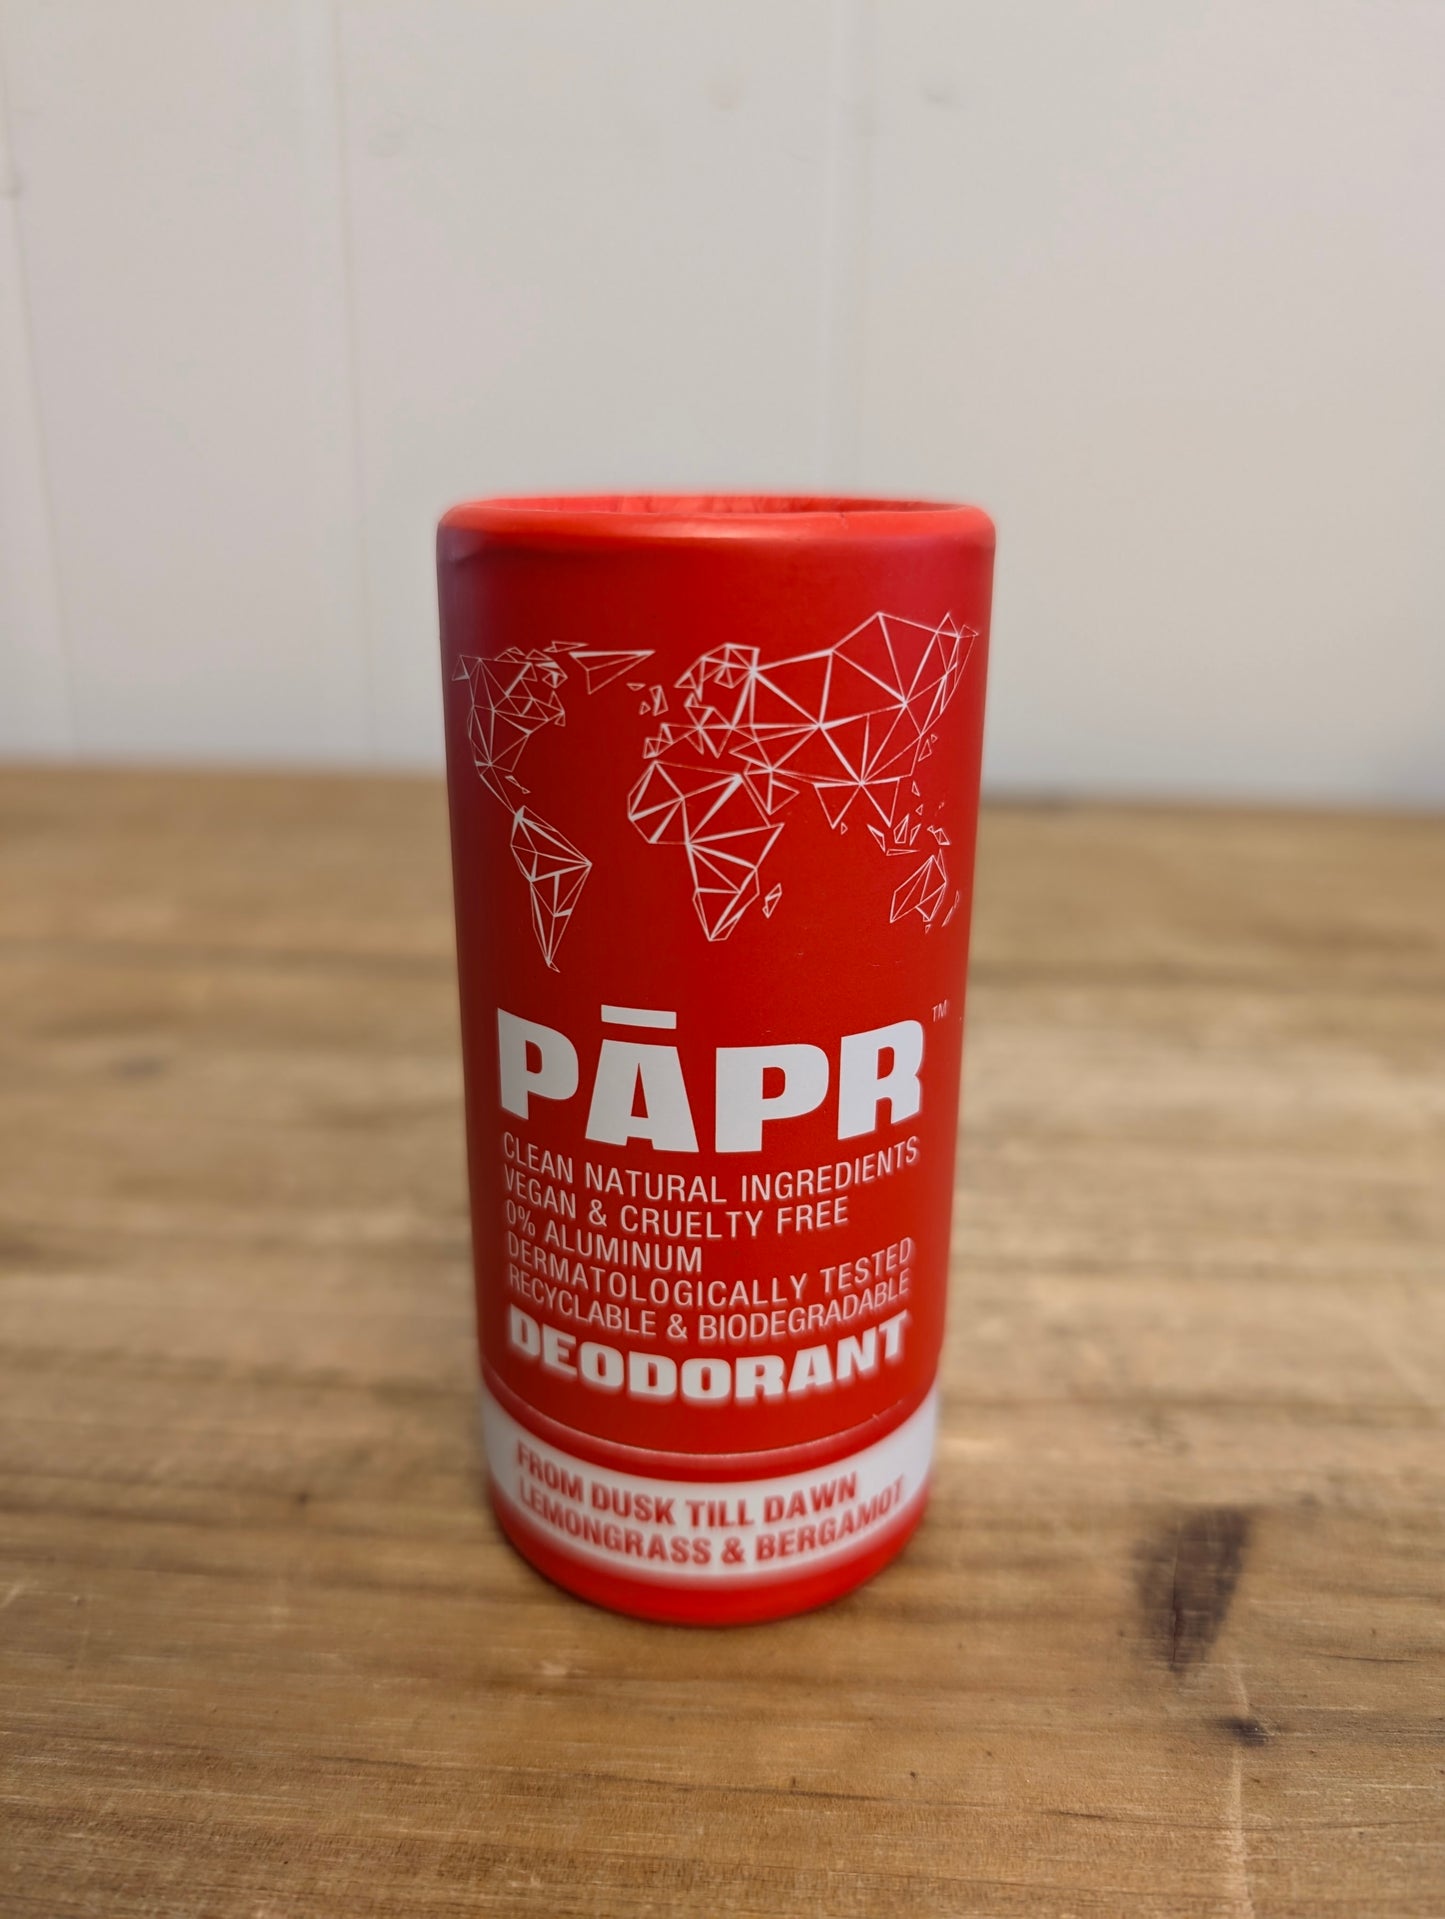 PĀPR™
CLEAN NATURAL INGREDIENTS
VEGAN & CRUELTY FREE
0% ALUMINUM
DERMATOLOGICALLY TESTED
RECYCLABLE & BIODEGRADABLE
DEODORANT
FROM DUSK TILL DAWN
LEMONGRASS & BERGAMOT